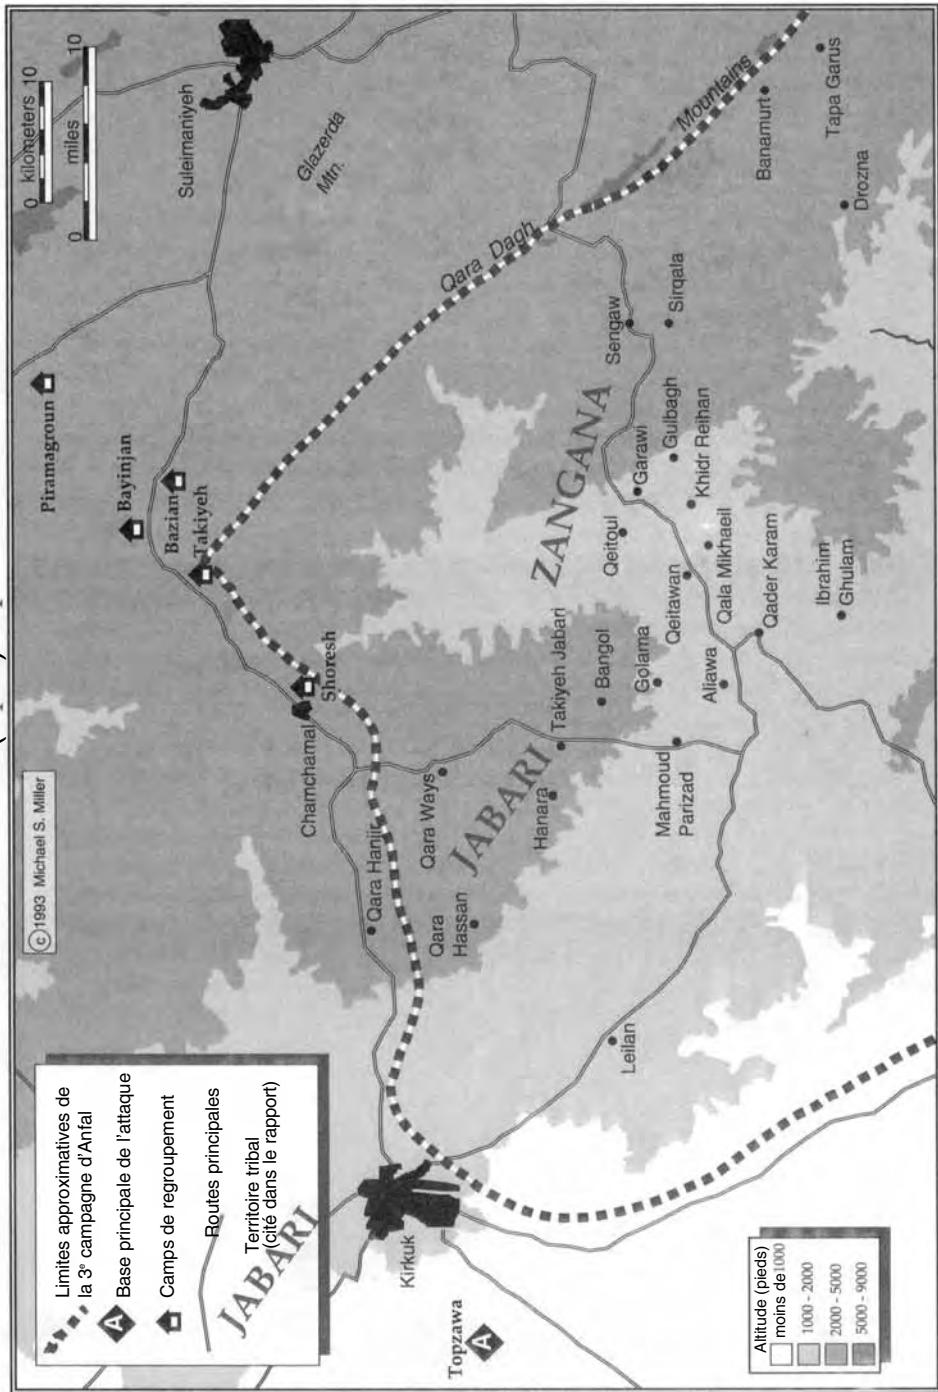 © 1993 Michael S. Miller
0 kilometers 10
0 miles 10
Limites approximatives de
la 3e campagne d'Anfal
Base principale de l'attaque
A
Camps de regroupement
Routes principales
JABARI
Territoire tribal
(cité dans le rapport)
Piramagroun
Bayinjan
Bazian
Takiyeh
Suleimaniyeh
Glazerda
Mtn.
Shoresh
Chamchamal
Qara Hanjir
Qara Ways
Qara
Hassan
JABARI
Hanara
Takiyeh Jabari
Bangol
Golama
Mahmoud
Parizad
Aliawa
Leilan
Kirkuk
Topzawa
A
ZANGANA
Qeitoul
Qeitawan
Garawi
Gulbagh
Khidr Reihan
Qala Mikhaeil
Qader Karam
Ibrahim
Ghulam
Sengaw
Sirqala
Qara Dagh
Mountains
Banamurt
Tapa Garus
Drozna
Altitude (pieds)
moins de 1000
1000 - 2000
2000 - 5000
5000 - 9000